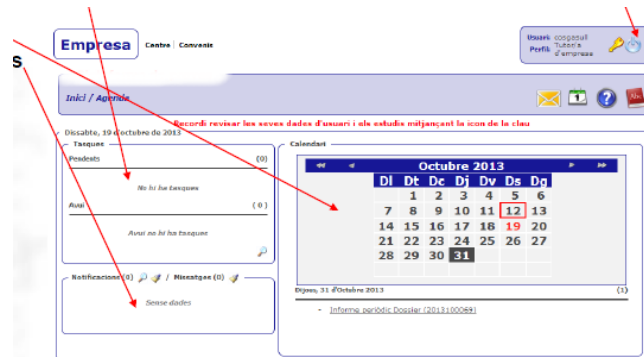 Empresa Centre Convenis
Usuari: cosgasull
Perfil: Tutor/a d'empresa
s
Inici / Agenda
Recordi revisar les seves dades d'usuari i els estudis mitjançant la icon de la clau
Dissabte, 19 d'octubre de 2013
Tasques
Pendents (0)
No hi ha tasques
Avui (0)
Avui no hi ha tasques
Notificacions (0) / Missatges (0)
Sense dades
Calendari
Octubre 2013
Dl Dt Dc Dj Dv Ds Dg
1 2 3 4 5 6
7 8 9 10 11 12 13
14 15 16 17 18 19 20
21 22 23 24 25 26 27
28 29 30 31
Dijous, 31 d'Octubre 2013 (1)
- Informe periòdic Dossier (2013100069)